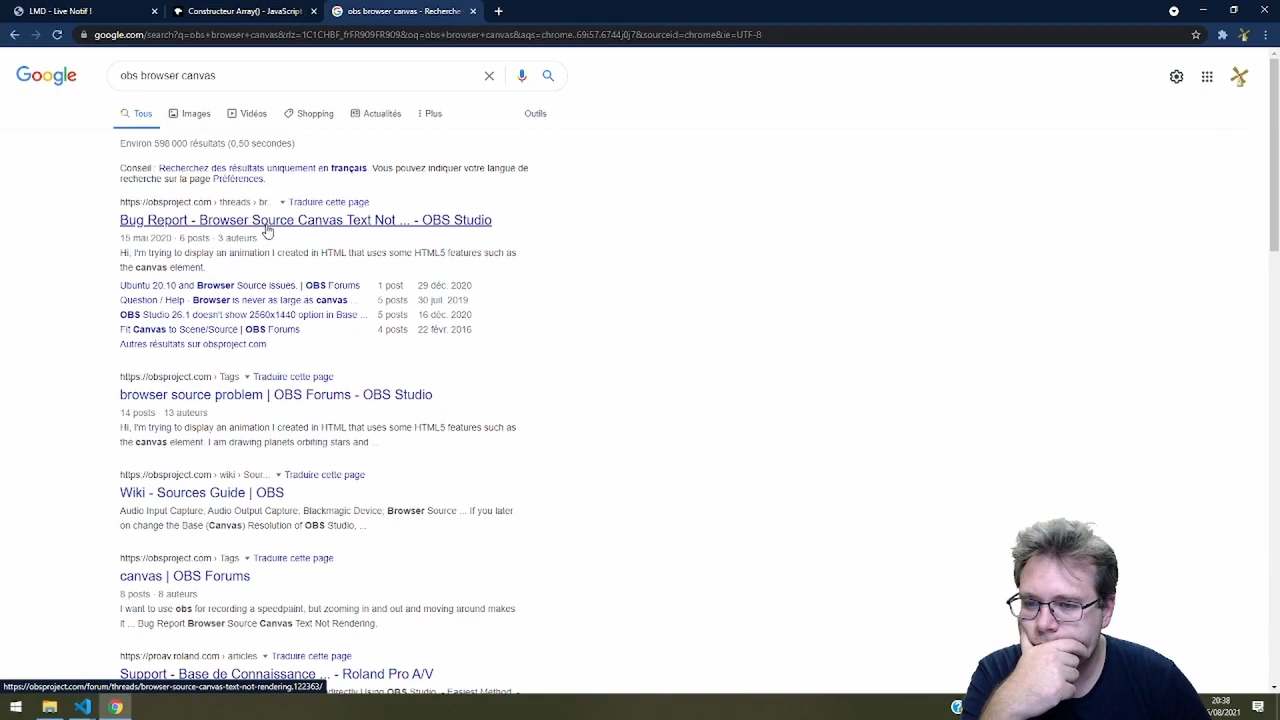 LMD - Live Notif !
Constructeur Array() - JavaScript
obs browser canvas - Recherche
google.com/search?q=obs+browser+canvas&rlz=1C1CHBF_frFR909FR909&oq=obs+browser+canvas&aqs=chrome..69i57.6744j0j7&sourceid=chrome&ie=UTF-8
Google
obs browser canvas
Tous
Images
Vidéos
Shopping
Actualités
Plus
Outils
Environ 598 000 résultats (0,50 secondes)
Conseil : Recherchez des résultats uniquement en français. Vous pouvez indiquer votre langue de
recherche sur la page Préférences.
https://obsproject.com › threads › br... Traduire cette page
Bug Report - Browser Source Canvas Text Not ... - OBS Studio
15 mai 2020 · 6 posts · 3 auteurs
Hi, I'm trying to display an animation I created in HTML that uses some HTML5 features such as
the canvas element.
Ubuntu 20.10 and Browser Source issues. | OBS Forums 1 post 29 déc. 2020
Question / Help - Browser is never as large as canvas ... 5 posts 30 juil. 2019
OBS Studio 26.1 doesn't show 2560x1440 option in Base ... 5 posts 16 déc. 2020
Fit Canvas to Scene/Source | OBS Forums 4 posts 22 févr. 2016
Autres résultats sur obsproject.com
https://obsproject.com › Tags Traduire cette page
browser source problem | OBS Forums - OBS Studio
14 posts · 13 auteurs
Hi, I'm trying to display an animation I created in HTML that uses some HTML5 features such as
the canvas element. I am drawing planets orbiting stars and ...
https://obsproject.com › wiki › Sour... Traduire cette page
Wiki - Sources Guide | OBS
Audio Input Capture; Audio Output Capture; Blackmagic Device; Browser Source ... If you later
on change the Base (Canvas) Resolution of OBS Studio, ...
https://obsproject.com › Tags Traduire cette page
canvas | OBS Forums
8 posts · 8 auteurs
I want to use obs for recording a speedpaint, but zooming in and out and moving around makes
it ... Bug Report Browser Source Canvas Text Not Rendering.
https://proav.roland.com › articles Traduire cette page
Support - Base de Connaissance ... - Roland Pro A/V
directly Using OBS Studio - Easiest Method -
https://obsproject.com/forum/threads/browser-source-canvas-text-not-rendering.122363/
20:38
/08/2021